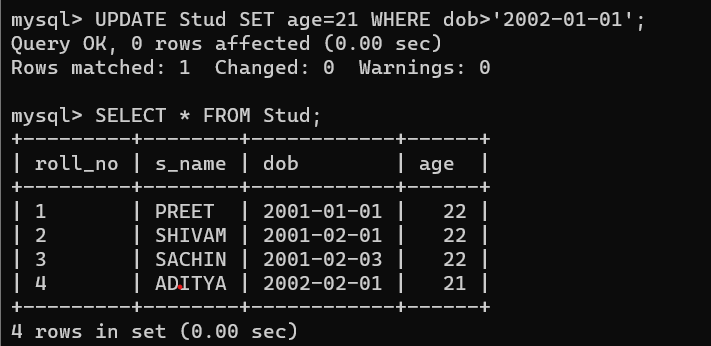 mysql> UPDATE Stud SET age=21 WHERE dob>'2002-01-01';
Query OK, 0 rows affected (0.00 sec)
Rows matched: 1  Changed: 0  Warnings: 0
mysql> SELECT * FROM Stud;
+---------+--------+------------+------+
| roll_no | s_name | dob        | age  |
+---------+--------+------------+------+
| 1       | PREET  | 2001-01-01 |   22 |
| 2       | SHIVAM | 2001-02-01 |   22 |
| 3       | SACHIN | 2001-02-03 |   22 |
| 4       | ADITYA | 2002-02-01 |   21 |
+---------+--------+------------+------+
4 rows in set (0.00 sec)